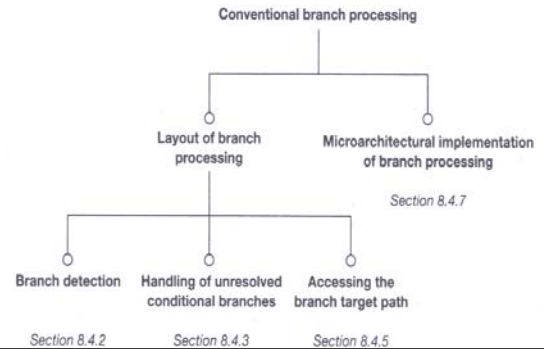 Conventional branch processing
Layout of branch
processing
Microarchitectural implementation
of branch processing
Section 8.4.7
Branch detection
Section 8.4.2
Handling of unresolved
conditional branches
Section 8.4.3
Accessing the
branch target path
Section 8.4.5